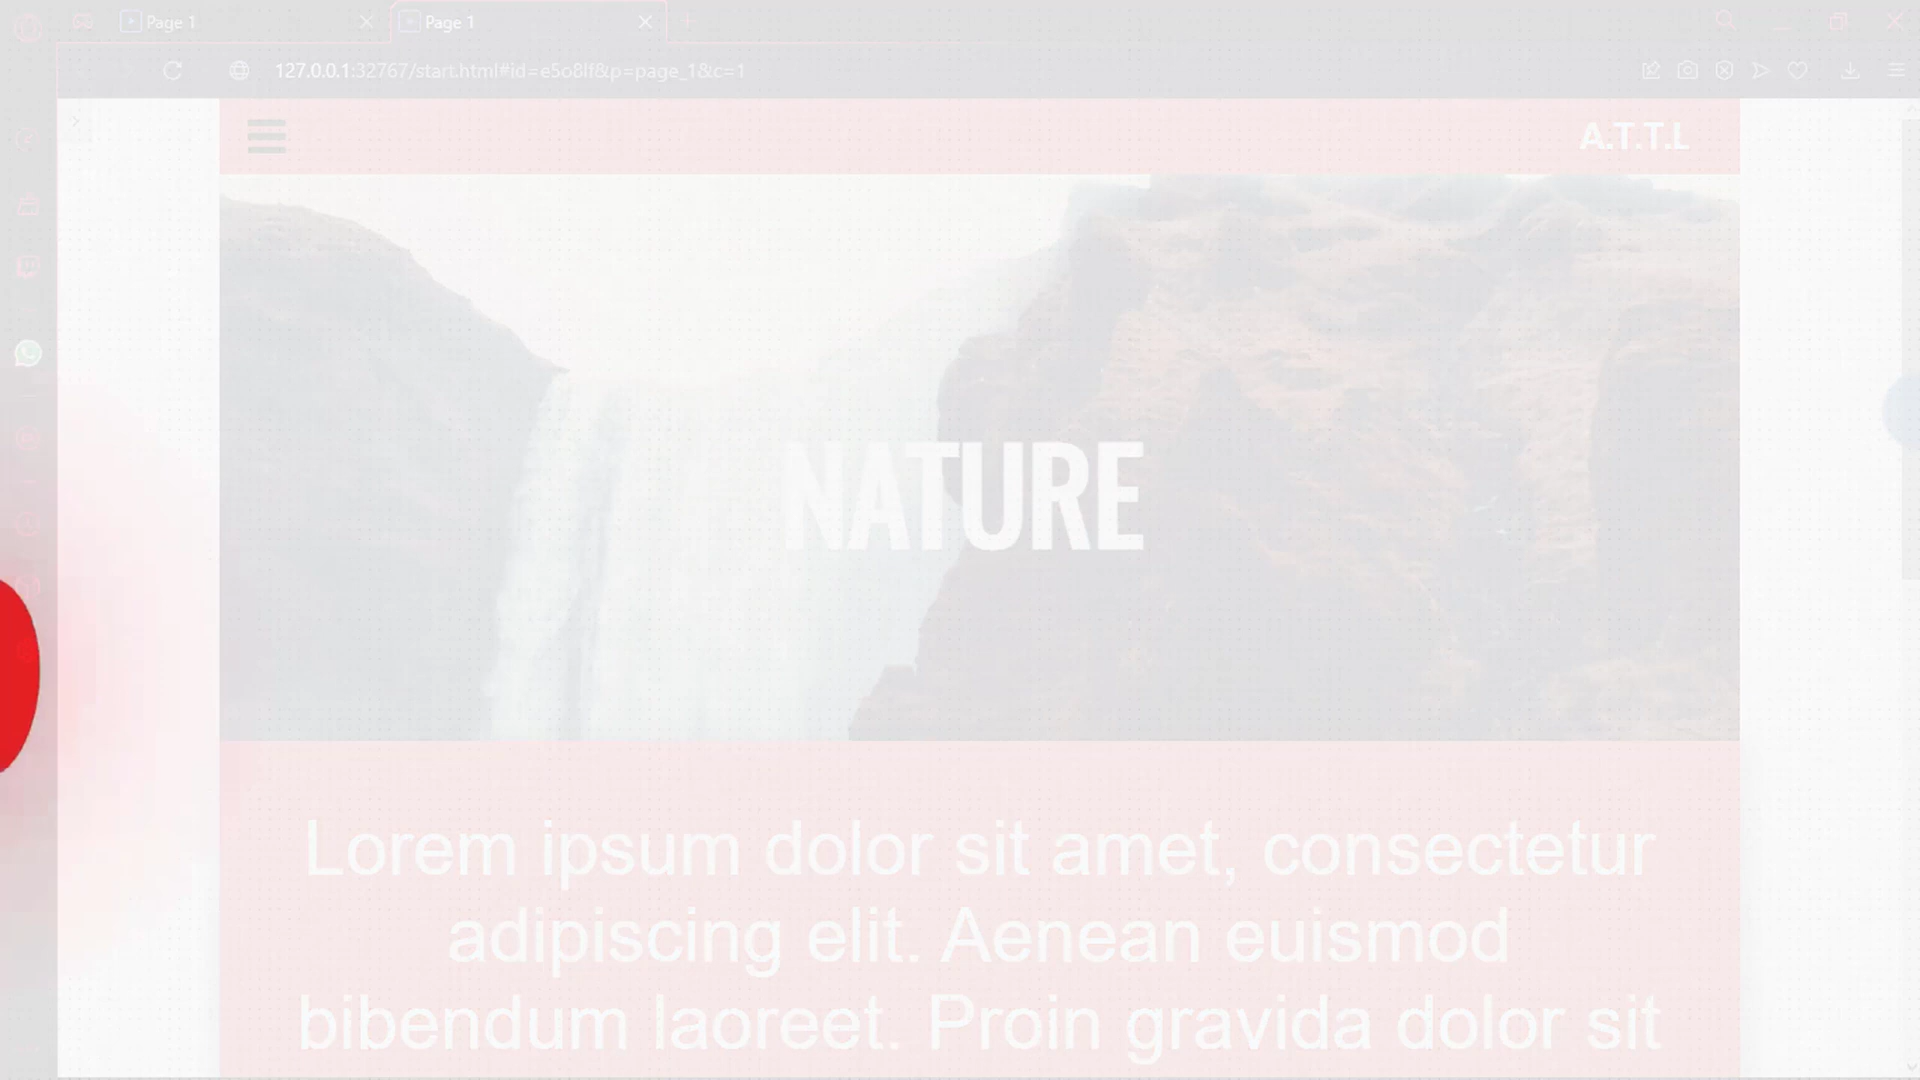 Page 1
Page 1
127.0.0.1:32767/start.html#id=e5o8lf&p=page_1&c=1
A.T.T.L
NATURE
Lorem ipsum dolor sit amet, consectetur
adipiscing elit. Aenean euismod
bibendum laoreet. Proin gravida dolor sit